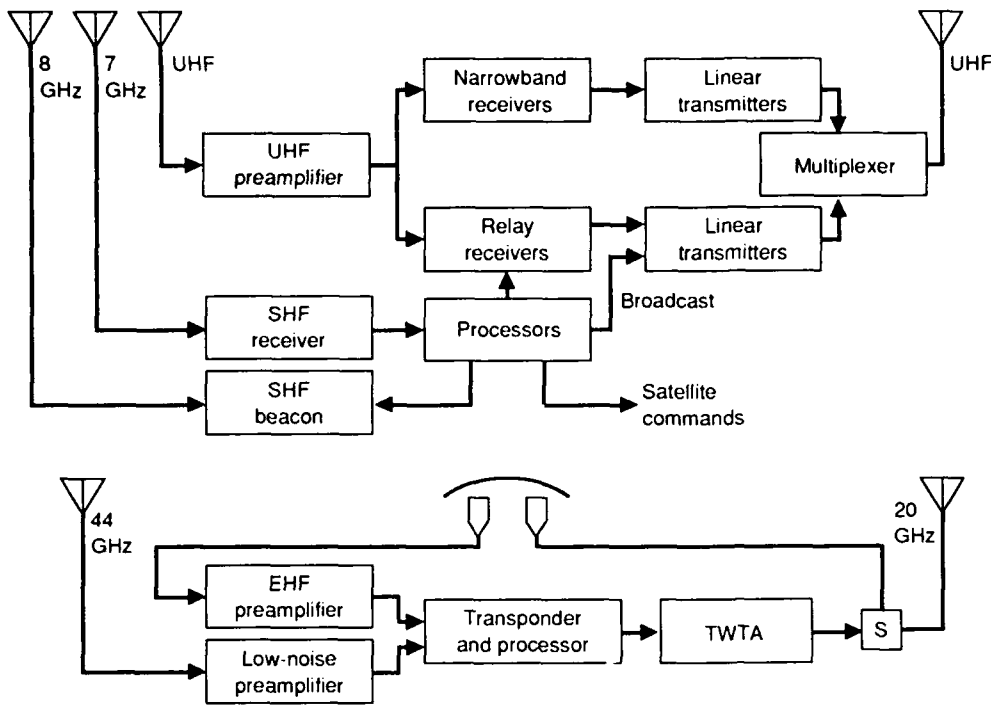 8
GHz
7
GHz
UHF
UHF
preamplifier
Narrowband
receivers
Linear
transmitters
UHF
Multiplexer
Relay
receivers
Linear
transmitters
Broadcast
SHF
receiver
Processors
SHF
beacon
Satellite
commands
44
GHz
20
GHz
EHF
preamplifier
Low-noise
preamplifier
Transponder
and processor
TWTA
S